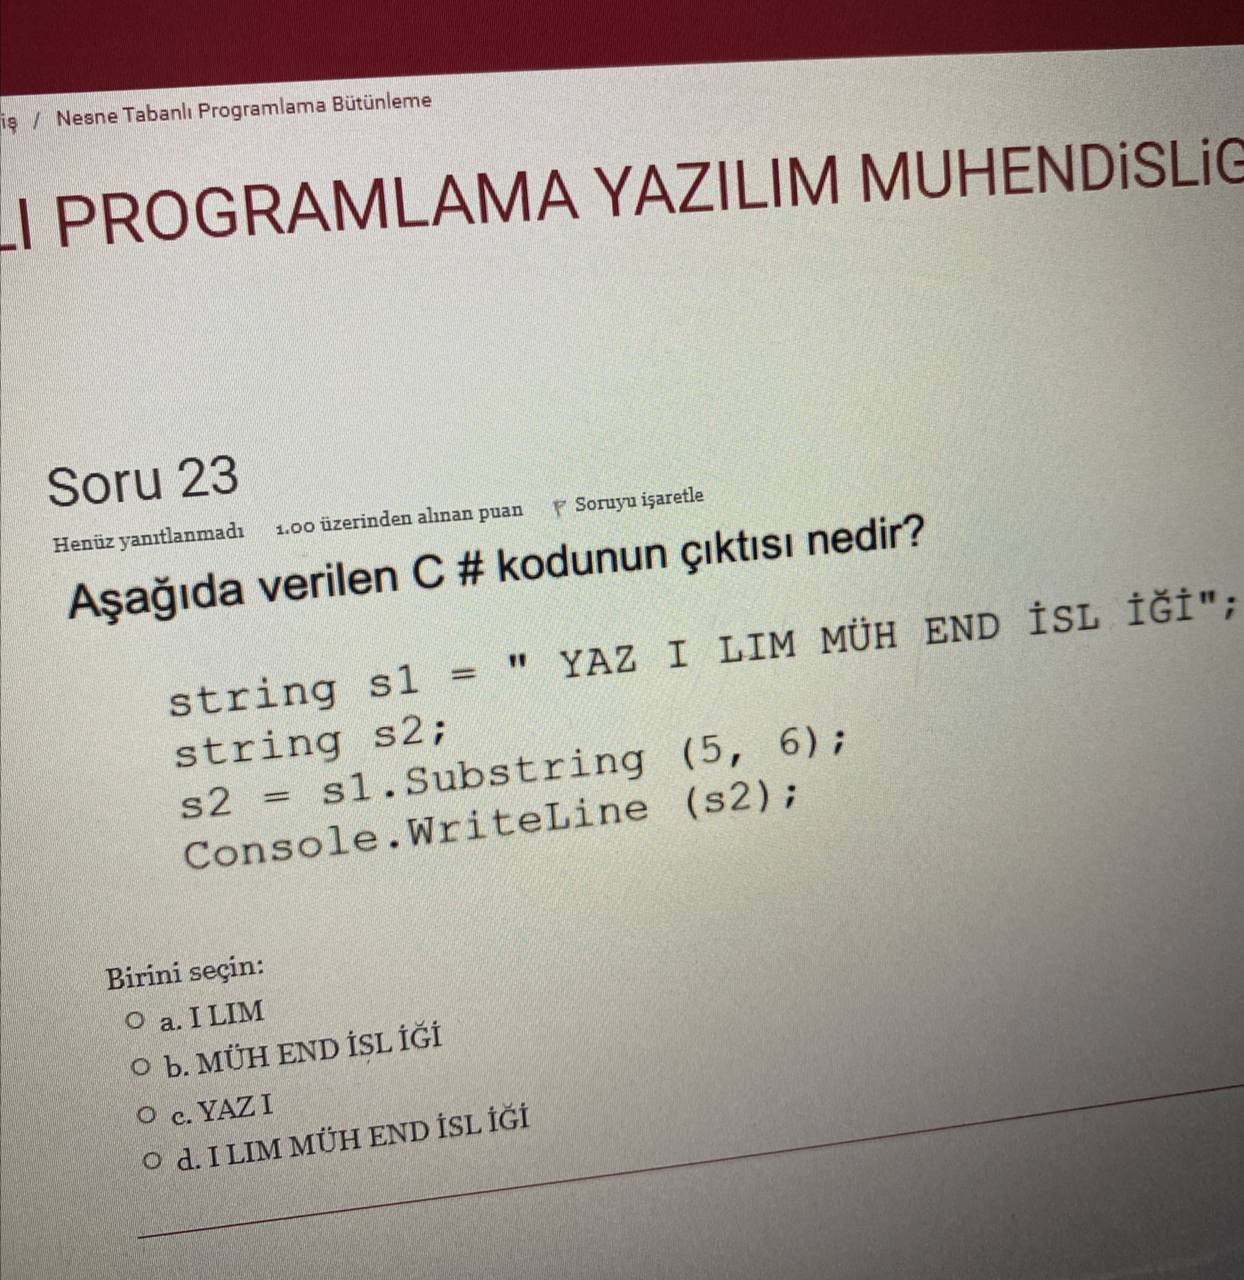 iş / Nesne Tabanlı Programlama Bütünleme
LI PROGRAMLAMA YAZILIM MUHENDiSLiG
Soru 23
Henüz yanıtlanmadı 1.00 üzerinden alınan puan Soruyu işaretle
Aşağıda verilen C # kodunun çıktısı nedir?
string s1 = " YAZ I LIM MÜH END İSL İĞİ";
string s2;
s2 = s1.Substring (5, 6);
Console.WriteLine (s2);
Birini seçin:
a. I LIM
b. MÜH END İSL İĞİ
c. YAZ I
d. I LIM MÜH END İSL İĞİ